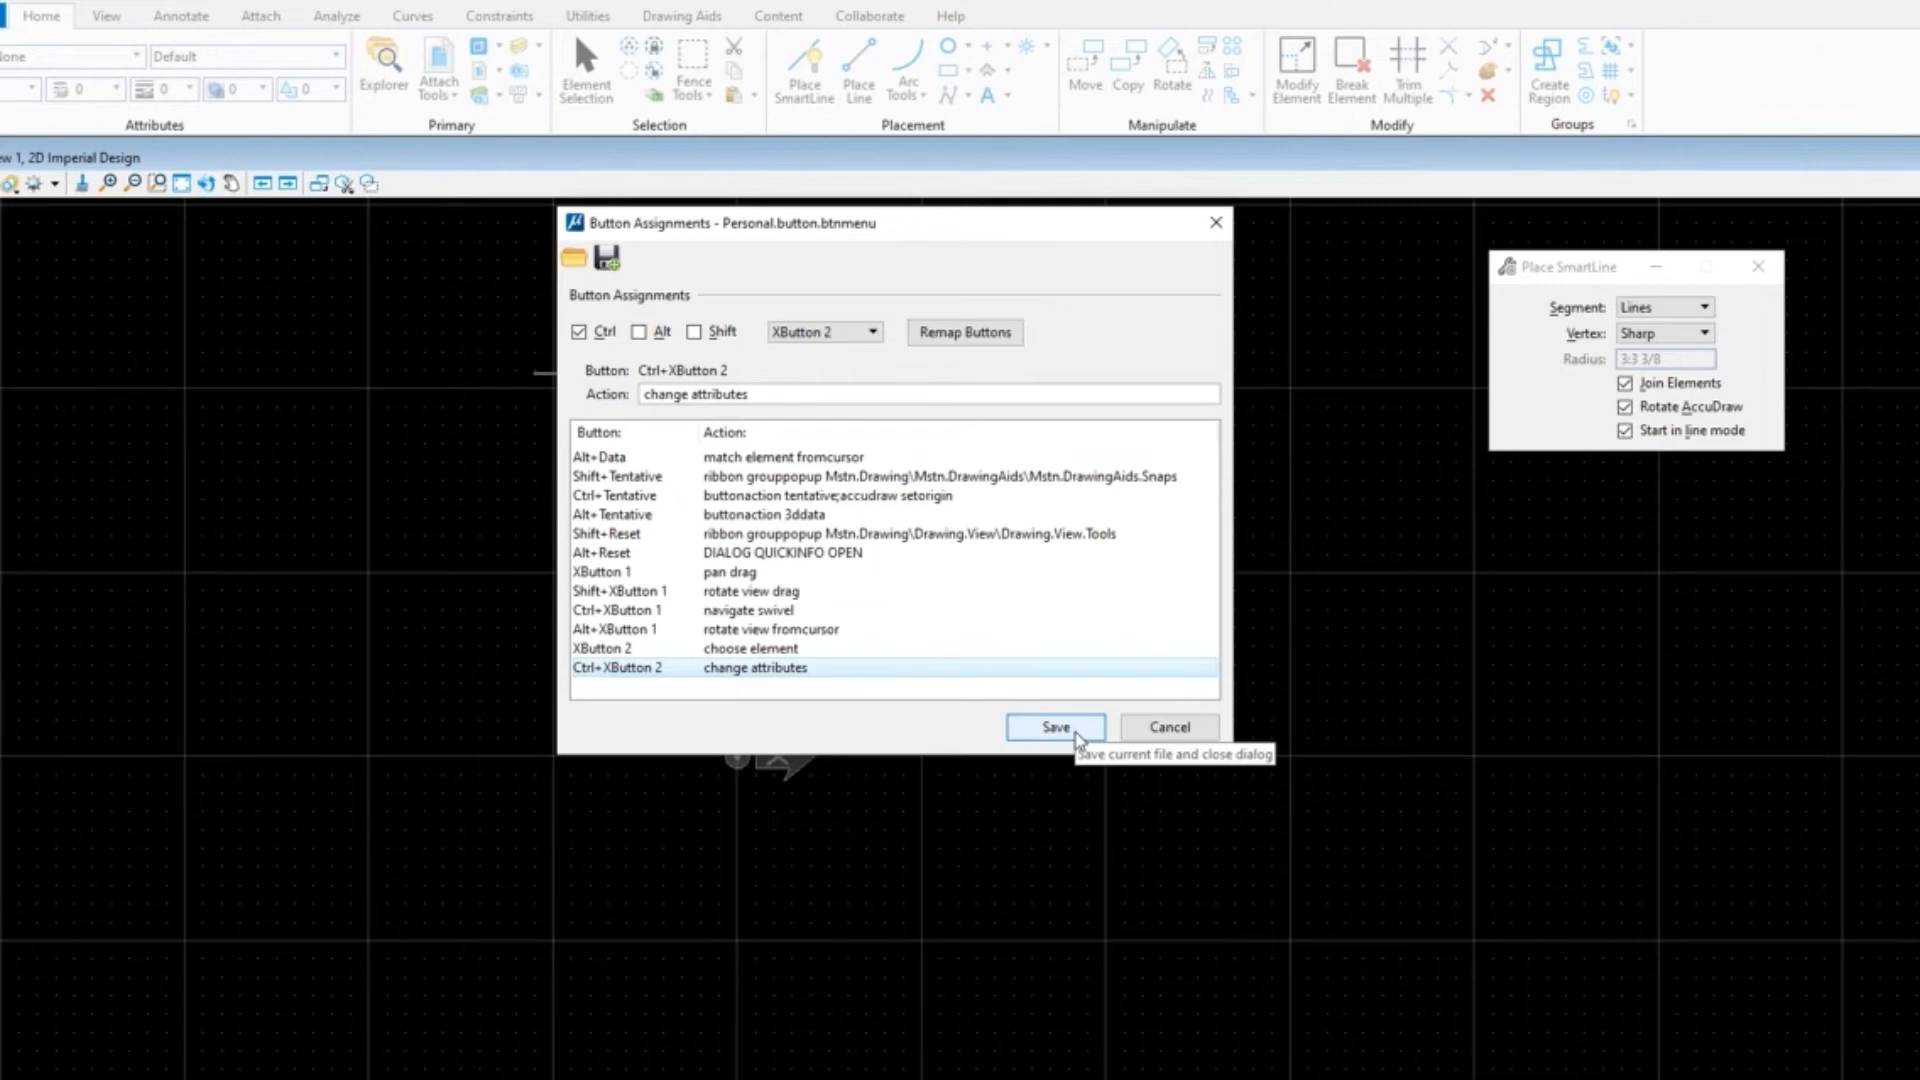 Home View Annotate Attach Analyze Curves Constraints Utilities Drawing Aids Content Collaborate Help
Default
0 0 0 0
Explorer Attach Tools Element Selection Fence Tools Place SmartLine Place Line Arc Tools Move Copy Rotate Modify Element Break Element Trim Multiple Create Region
Attributes Primary Selection Placement Manipulate Modify Groups
1, 2D Imperial Design
Button Assignments - Personal.button.btnmenu
Button Assignments
Ctrl Alt Shift XButton 2 Remap Buttons
Button: Ctrl+XButton 2
Action: change attributes
Button: Action:
Alt+Data match element fromcursor
Shift+Tentative ribbon grouppopup Mstn.Drawing\Mstn.DrawingAids\Mstn.DrawingAids.Snaps
Ctrl+Tentative buttonaction tentative;accudraw setorigin
Alt+Tentative buttonaction 3ddata
Shift+Reset ribbon grouppopup Mstn.Drawing\Drawing.View\Drawing.View.Tools
Alt+Reset DIALOG QUICKINFO OPEN
XButton 1 pan drag
Shift+XButton 1 rotate view drag
Ctrl+XButton 1 navigate swivel
Alt+XButton 1 rotate view fromcursor
XButton 2 choose element
Ctrl+XButton 2 change attributes
Save Cancel
Save current file and close dialog
Place SmartLine
Segment: Lines
Vertex: Sharp
Radius: 3:3 3/8
Join Elements
Rotate AccuDraw
Start in line mode